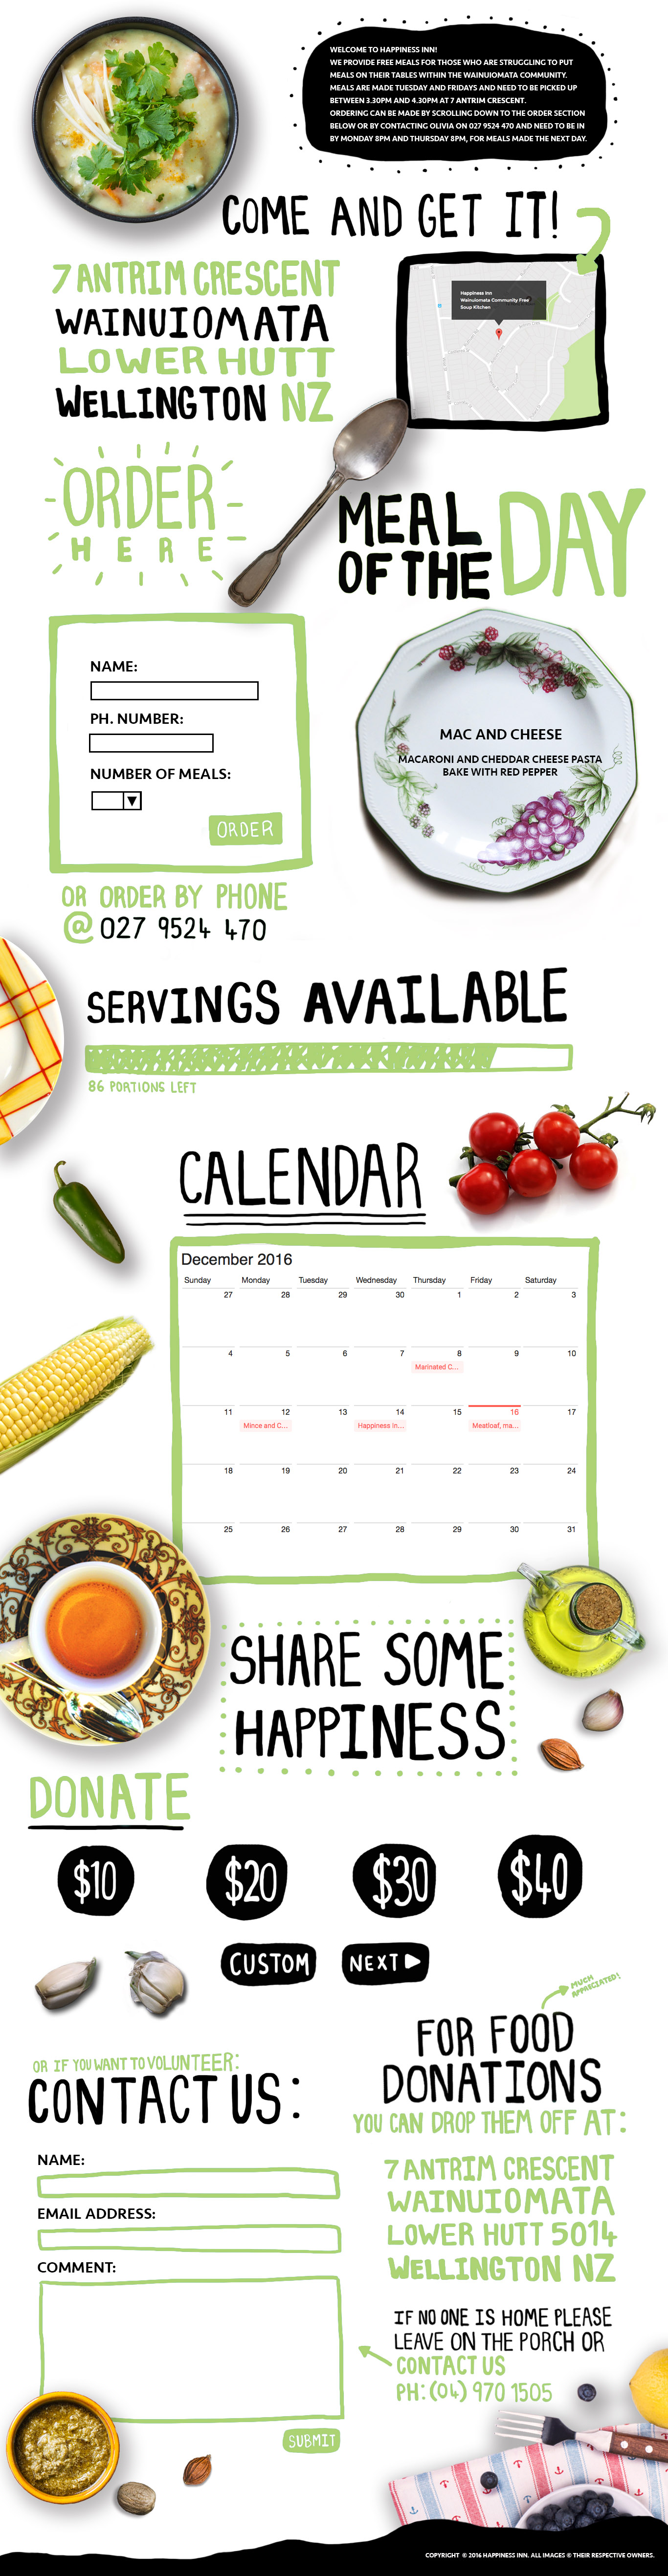 WELCOME TO HAPPINESS INN!
WE PROVIDE FREE MEALS FOR THOSE WHO ARE STRUGGLING TO PUT
MEALS ON THEIR TABLES WITHIN THE WAINUIOMATA COMMUNITY.
MEALS ARE MADE TUESDAY AND FRIDAYS AND NEED TO BE PICKED UP
BETWEEN 3.30PM AND 4.30PM AT 7 ANTRIM CRESCENT.
ORDERING CAN BE MADE BY SCROLLING DOWN TO THE ORDER SECTION
BELOW OR BY CONTACTING OLIVIA ON 027 9524 470 AND NEED TO BE IN
BY MONDAY 8PM AND THURSDAY 8PM, FOR MEALS MADE THE NEXT DAY.
COME AND GET IT!
7 ANTRIM CRESCENT
WAINUIOMATA
LOWER HUTT
WELLINGTON NZ
Happiness Inn
Wainuiomata Community Free
Soup Kitchen
ORDER
HERE
MEAL
OF THE DAY
NAME:
PH. NUMBER:
NUMBER OF MEALS:
ORDER
MAC AND CHEESE
MACARONI AND CHEDDAR CHEESE PASTA
BAKE WITH RED PEPPER
OR ORDER BY PHONE
@ 027 9524 470
SERVINGS AVAILABLE
86 PORTIONS LEFT
CALENDAR
December 2016
Sunday Monday Tuesday Wednesday Thursday Friday Saturday
27 28 29 30 1 2 3
4 5 6 7 8 9 10
Marinated C...
11 12 13 14 15 16 17
Mince and C... Happiness In... Meatloaf, ma...
18 19 20 21 22 23 24
25 26 27 28 29 30 31
SHARE SOME
HAPPINESS
DONATE
$10 $20 $30 $40
CUSTOM NEXT
MUCH
APPRECIATED!
FOR FOOD
DONATIONS
YOU CAN DROP THEM OFF AT:
7 ANTRIM CRESCENT
WAINUIOMATA
LOWER HUTT 5014
WELLINGTON NZ
IF NO ONE IS HOME PLEASE
LEAVE ON THE PORCH OR
CONTACT US
PH: (04) 970 1505
OR IF YOU WANT TO VOLUNTEER:
CONTACT US:
NAME:
EMAIL ADDRESS:
COMMENT:
SUBMIT
COPYRIGHT © 2016 HAPPINESS INN. ALL IMAGES © THEIR RESPECTIVE OWNERS.